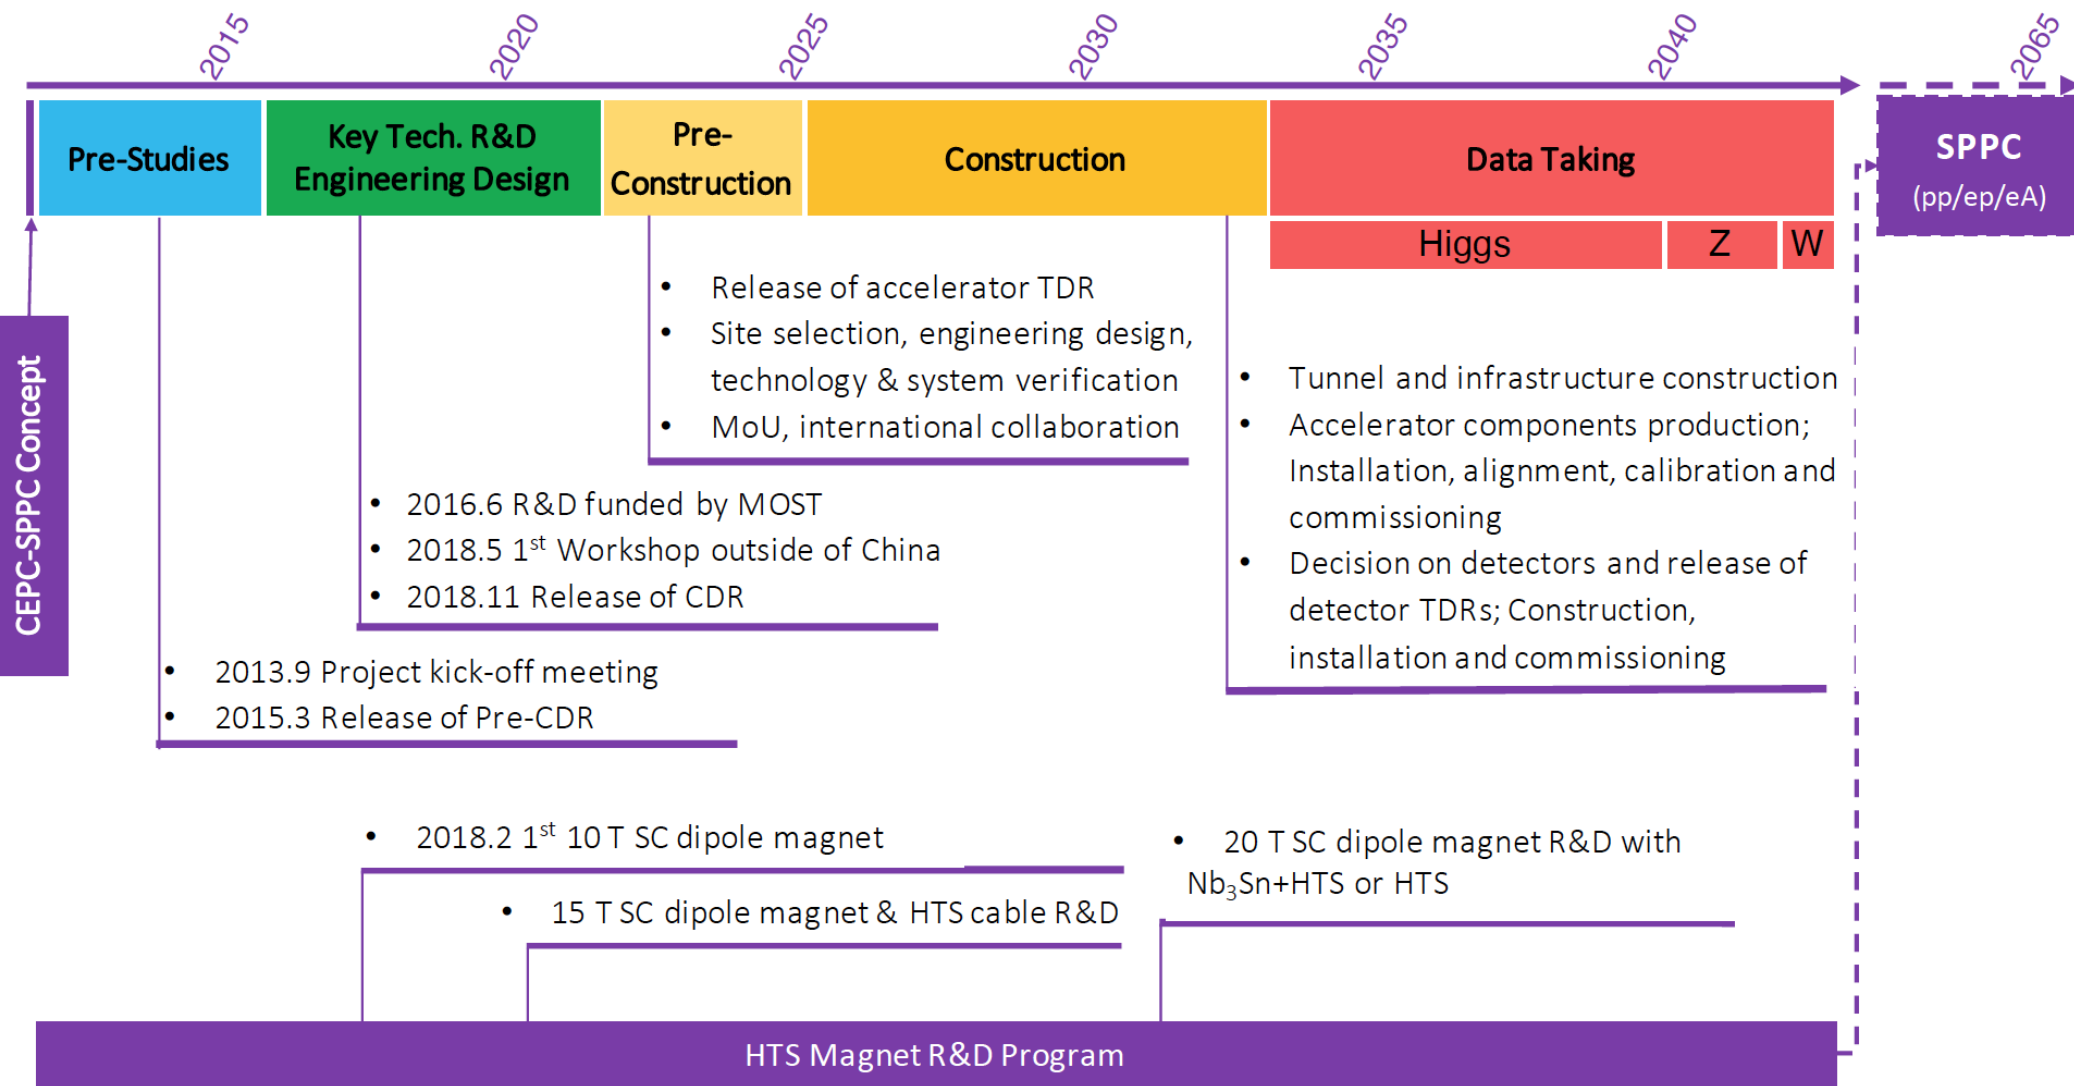 2015
2020
2025
2030
2035
2040
2065
Pre-Studies
Key Tech. R&D
Engineering Design
Pre-
Construction
Construction
Data Taking
SPPC
(pp/ep/eA)
Higgs
Z
W
CEPC-SPPC Concept
• Release of accelerator TDR
• Site selection, engineering design,
technology & system verification
• MoU, international collaboration
• Tunnel and infrastructure construction
• Accelerator components production;
Installation, alignment, calibration and
commissioning
• Decision on detectors and release of
detector TDRs; Construction,
installation and commissioning
• 2016.6 R&D funded by MOST
• 2018.5 1st Workshop outside of China
• 2018.11 Release of CDR
• 2013.9 Project kick-off meeting
• 2015.3 Release of Pre-CDR
• 2018.2 1st 10 T SC dipole magnet
• 15 T SC dipole magnet & HTS cable R&D
• 20 T SC dipole magnet R&D with
Nb3Sn+HTS or HTS
HTS Magnet R&D Program